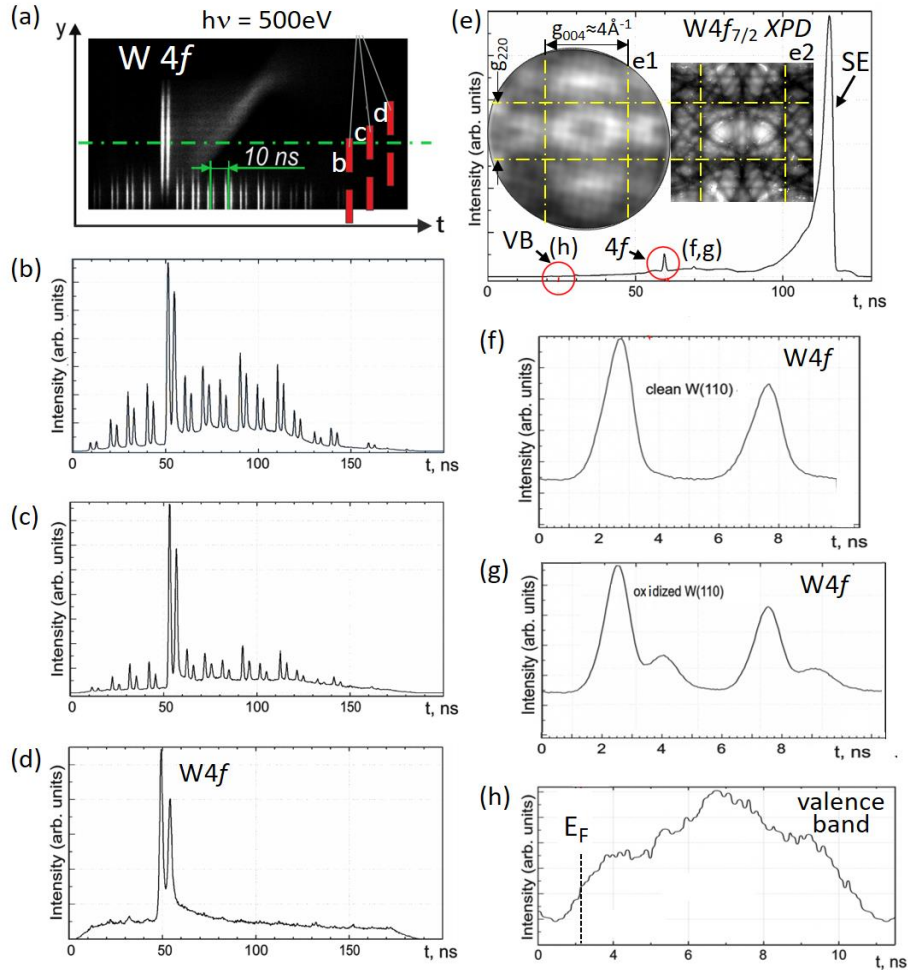 (a)
hν = 500eV
y
W 4f
b
c
d
10 ns
t
(b)
Intensity (arb. units)
0 50 100 150
t, ns
(c)
Intensity (arb. units)
0 50 100 150
t, ns
(d)
W4f
Intensity (arb. units)
0 50 100 150
t, ns
(e)
g004≈4Å-1
W4f7/2 XPD
e1
e2
g220
SE
Intensity (arb. units)
VB
(h)
4f
(f,g)
0 50 100
t, ns
(f)
W4f
clean W(110)
Intensity (arb. units)
0 2 4 6 8
t, ns
(g)
W4f
oxidized W(110)
Intensity (arb. units)
0 2 4 6 8
t, ns
(h)
valence
band
EF
Intensity (arb. units)
0 2 4 6 8 10
t, ns